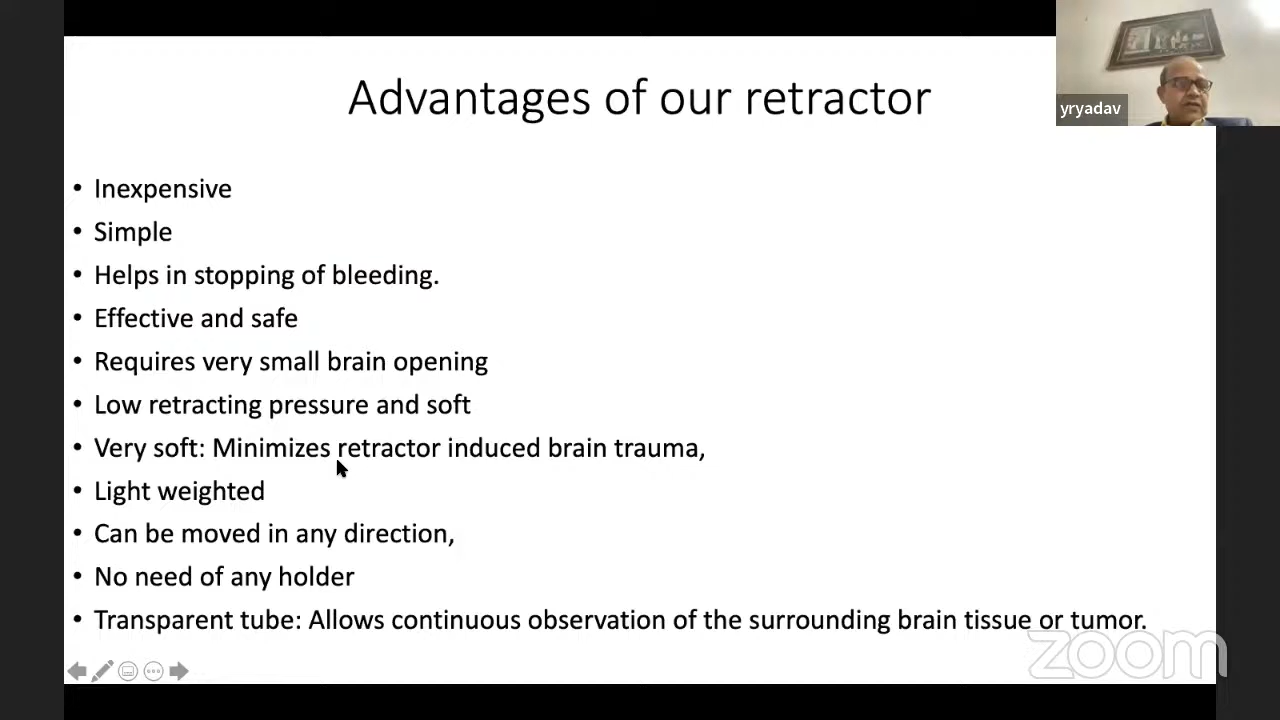 Advantages of our retractor
yryadav
• Inexpensive
• Simple
• Helps in stopping of bleeding.
• Effective and safe
• Requires very small brain opening
• Low retracting pressure and soft
• Very soft: Minimizes retractor induced brain trauma,
• Light weighted
• Can be moved in any direction,
• No need of any holder
• Transparent tube: Allows continuous observation of the surrounding brain tissue or tumor.
zoom